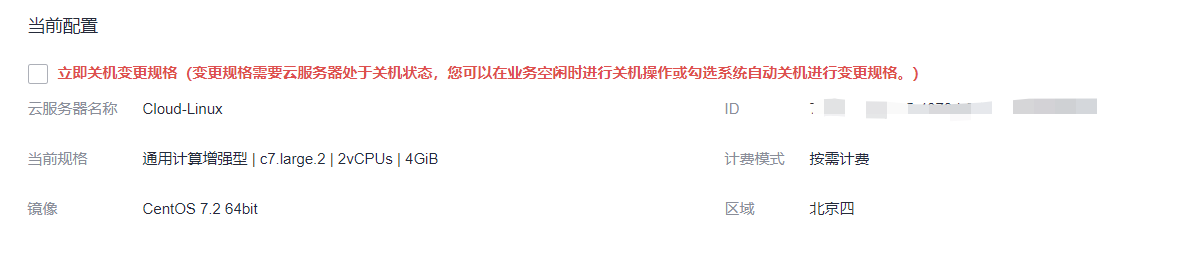 当前配置
立即关机变更规格（变更规格需要云服务器处于关机状态，您可以在业务空闲时进行关机操作或勾选系统自动关机进行变更规格。）
云服务器名称 Cloud-Linux ID
当前规格 通用计算增强型 | c7.large.2 | 2vCPUs | 4GiB 计费模式 按需计费
镜像 CentOS 7.2 64bit 区域 北京四